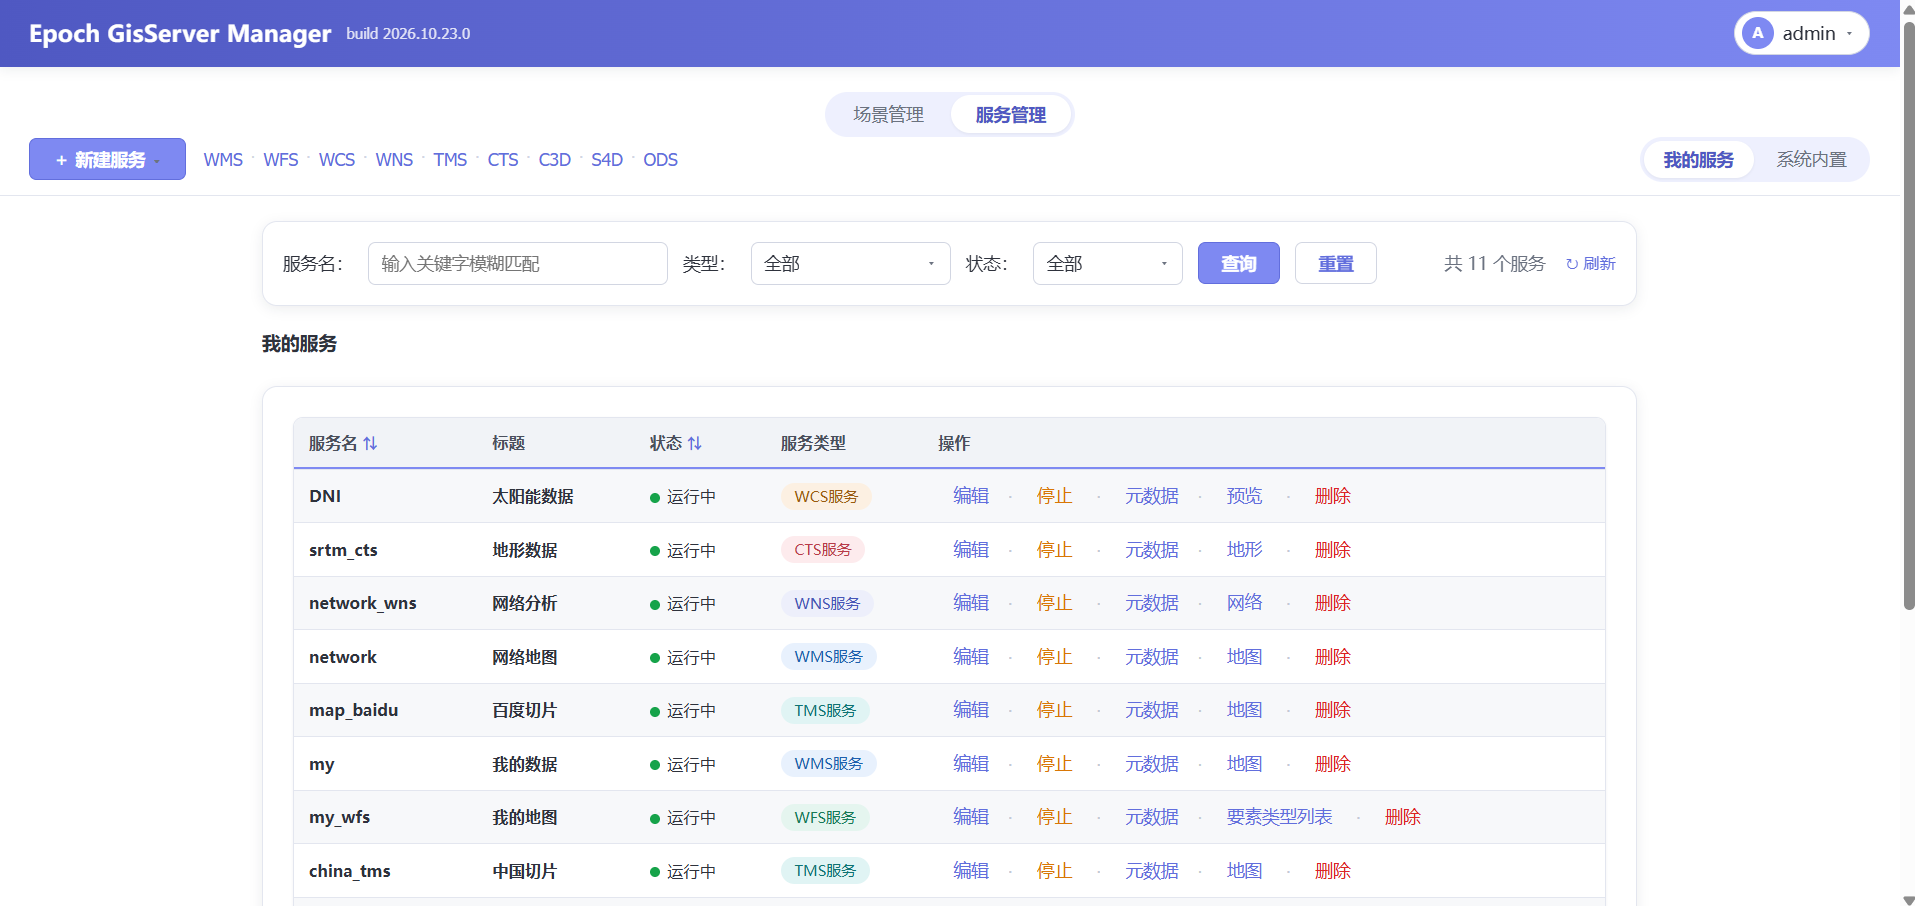 Epoch GisServer Manager build 2026.10.23.0 A admin
场景管理 服务管理
+ 新建服务 WMS · WFS · WCS · WNS · TMS · CTS · C3D · S4D · ODS 我的服务 系统内置
服务名： 输入关键字模糊匹配 类型： 全部 状态： 全部 查询 重置 共 11 个服务 ↻ 刷新
我的服务
服务名 ⇅ 标题 状态 ⇅ 服务类型 操作
DNI 太阳能数据 ● 运行中 WCS服务 编辑 · 停止 · 元数据 · 预览 · 删除
srtm_cts 地形数据 ● 运行中 CTS服务 编辑 · 停止 · 元数据 · 地形 · 删除
network_wns 网络分析 ● 运行中 WNS服务 编辑 · 停止 · 元数据 · 网络 · 删除
network 网络地图 ● 运行中 WMS服务 编辑 · 停止 · 元数据 · 地图 · 删除
map_baidu 百度切片 ● 运行中 TMS服务 编辑 · 停止 · 元数据 · 地图 · 删除
my 我的数据 ● 运行中 WMS服务 编辑 · 停止 · 元数据 · 地图 · 删除
my_wfs 我的地图 ● 运行中 WFS服务 编辑 · 停止 · 元数据 · 要素类型列表 · 删除
china_tms 中国切片 ● 运行中 TMS服务 编辑 · 停止 · 元数据 · 地图 · 删除